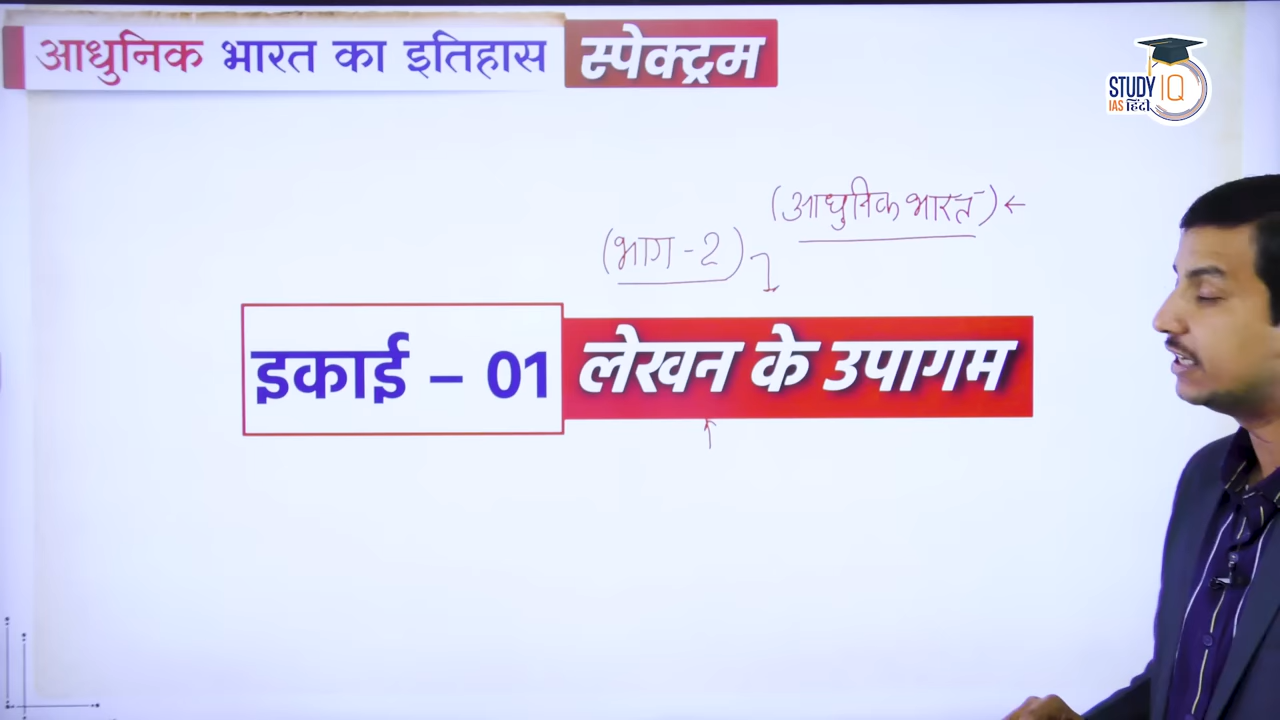 आधुनिक भारत का इतिहास स्पेक्ट्रम
STUDY IQ
IAS हिंदी
(आधुनिक भारत) ←
(भाग - 2)
इकाई – 01 लेखन के उपागम